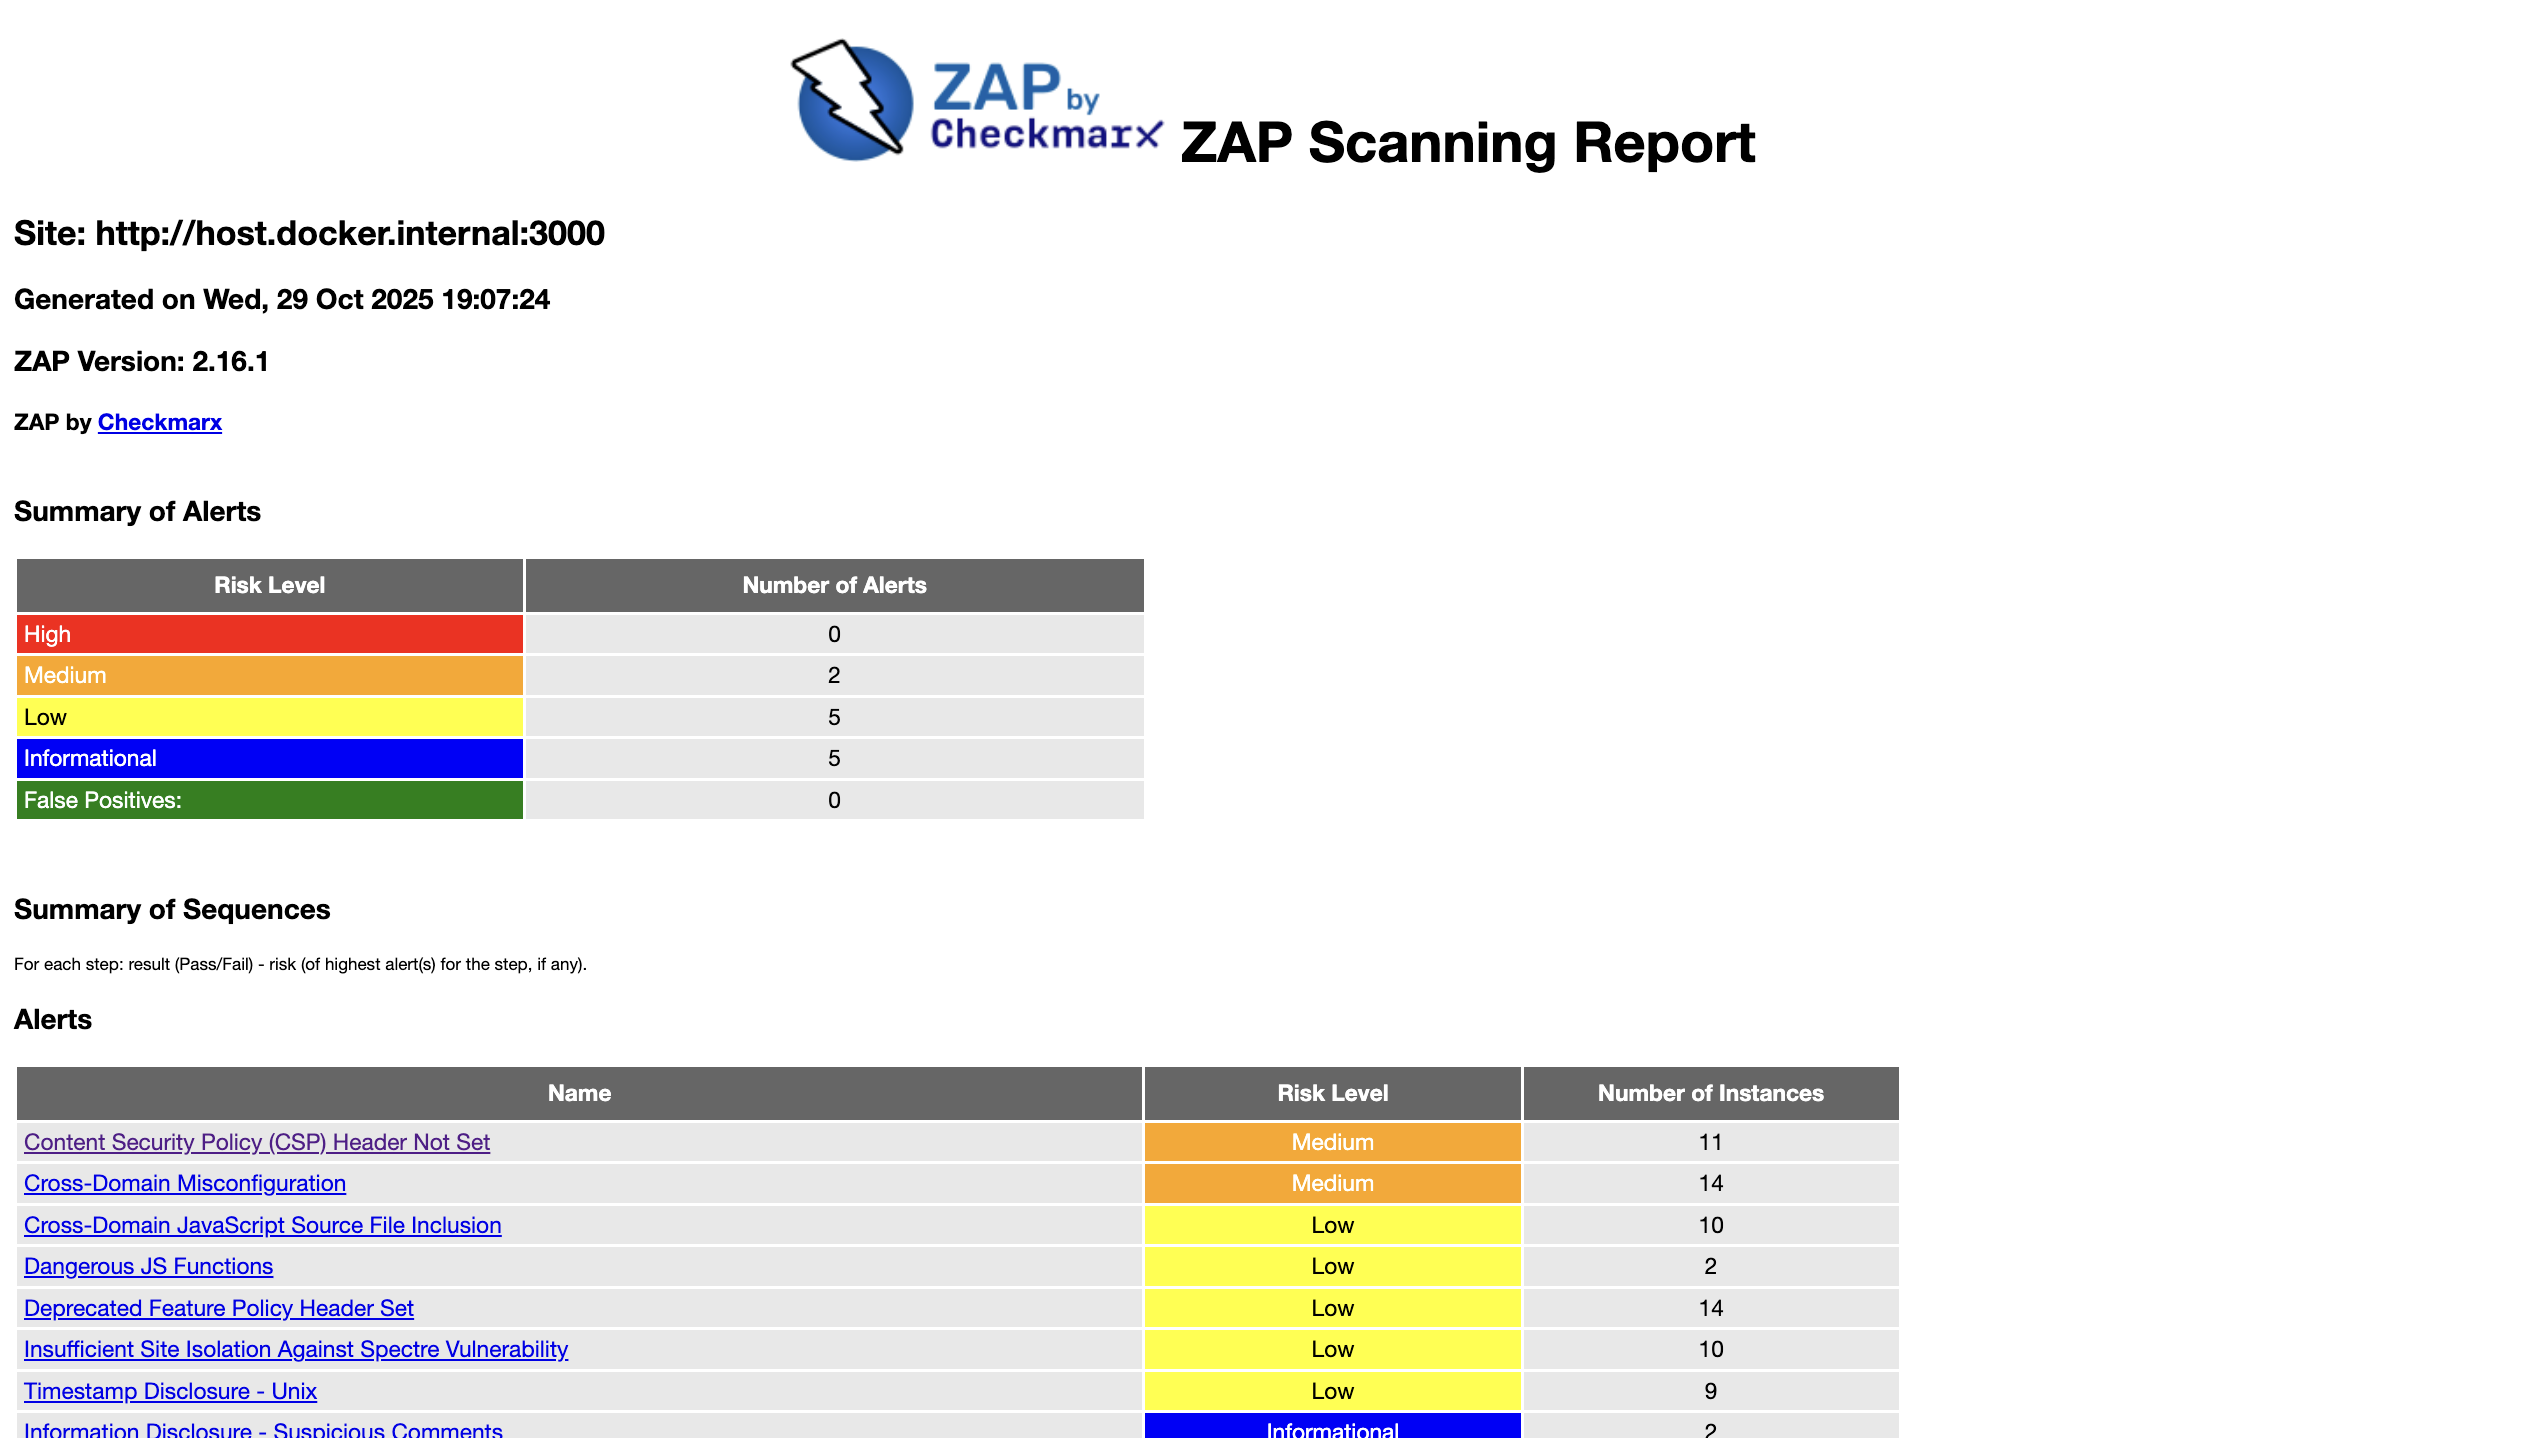 ZAP by
Checkmarx ZAP Scanning Report
Site: http://host.docker.internal:3000
Generated on Wed, 29 Oct 2025 19:07:24
ZAP Version: 2.16.1
ZAP by Checkmarx
Summary of Alerts
Risk Level Number of Alerts
High 0
Medium 2
Low 5
Informational 5
False Positives: 0
Summary of Sequences
For each step: result (Pass/Fail) - risk (of highest alert(s) for the step, if any).
Alerts
Name Risk Level Number of Instances
Content Security Policy (CSP) Header Not Set Medium 11
Cross-Domain Misconfiguration Medium 14
Cross-Domain JavaScript Source File Inclusion Low 10
Dangerous JS Functions Low 2
Deprecated Feature Policy Header Set Low 14
Insufficient Site Isolation Against Spectre Vulnerability Low 10
Timestamp Disclosure - Unix Low 9
Information Disclosure - Suspicious Comments Informational 2